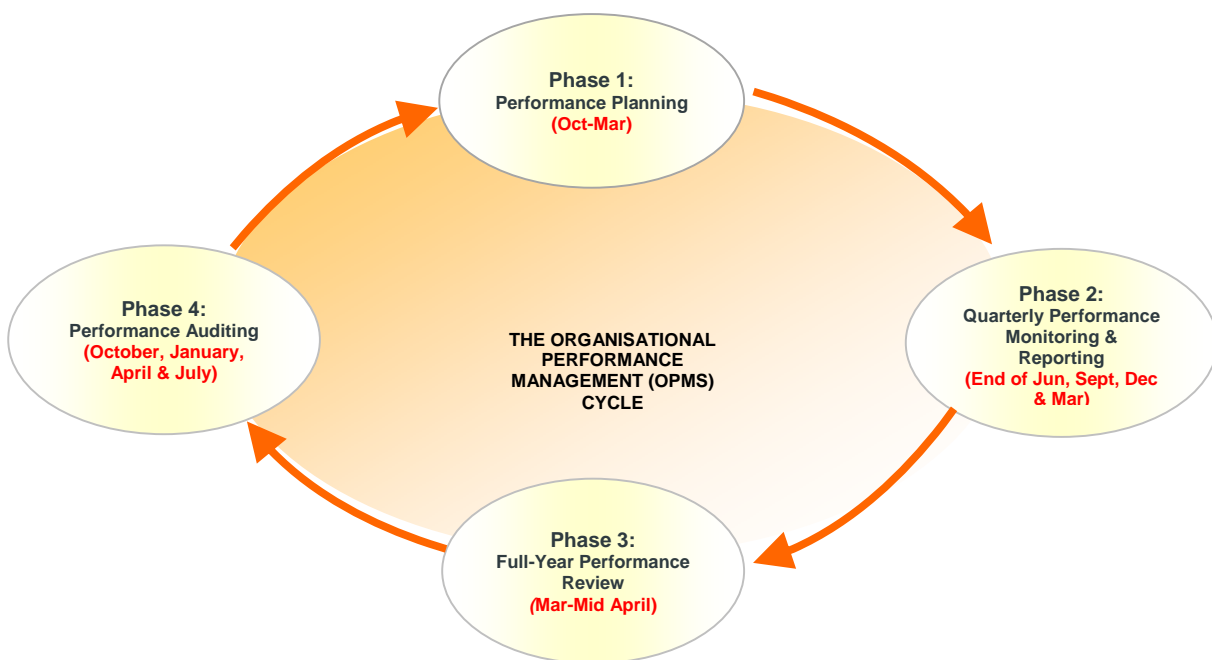 Phase 1:
Performance Planning
(Oct-Mar)
Phase 2:
Quarterly Performance
Monitoring &
Reporting
(End of Jun, Sept, Dec
& Mar)
Phase 3:
Full-Year Performance
Review
(Mar-Mid April)
Phase 4:
Performance Auditing
(October, January,
April & July)
THE ORGANISATIONAL
PERFORMANCE
MANAGEMENT (OPMS)
CYCLE